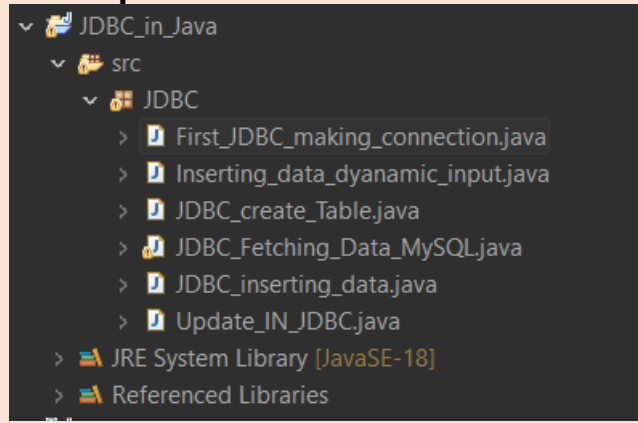 JDBC_in_Java
src
JDBC
First_JDBC_making_connection.java
Inserting_data_dyanamic_input.java
JDBC_create_Table.java
JDBC_Fetching_Data_MySQL.java
JDBC_inserting_data.java
Update_IN_JDBC.java
JRE System Library [JavaSE-18]
Referenced Libraries